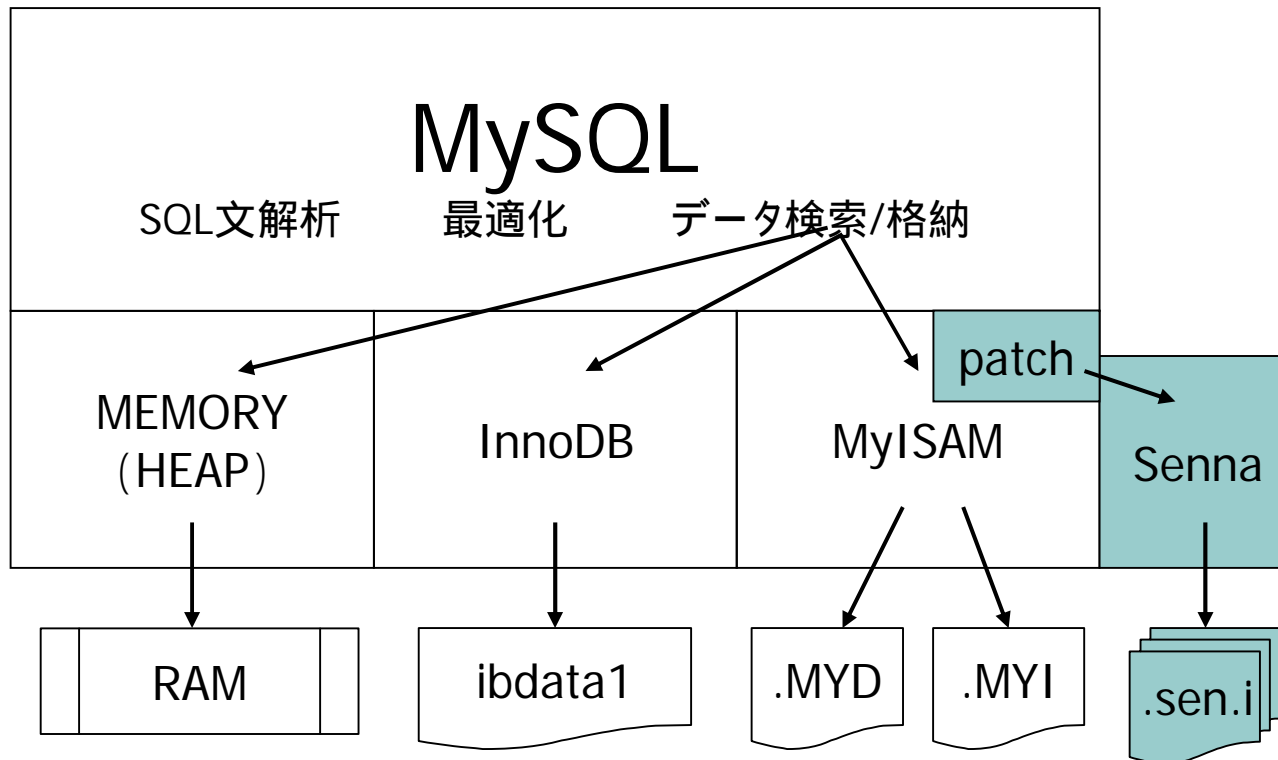 MySQL
SQL文解析 最適化 データ検索/格納
patch
MEMORY
(HEAP)
InnoDB
MyISAM
Senna
RAM
ibdata1
.MYD
.MYI
.sen.i